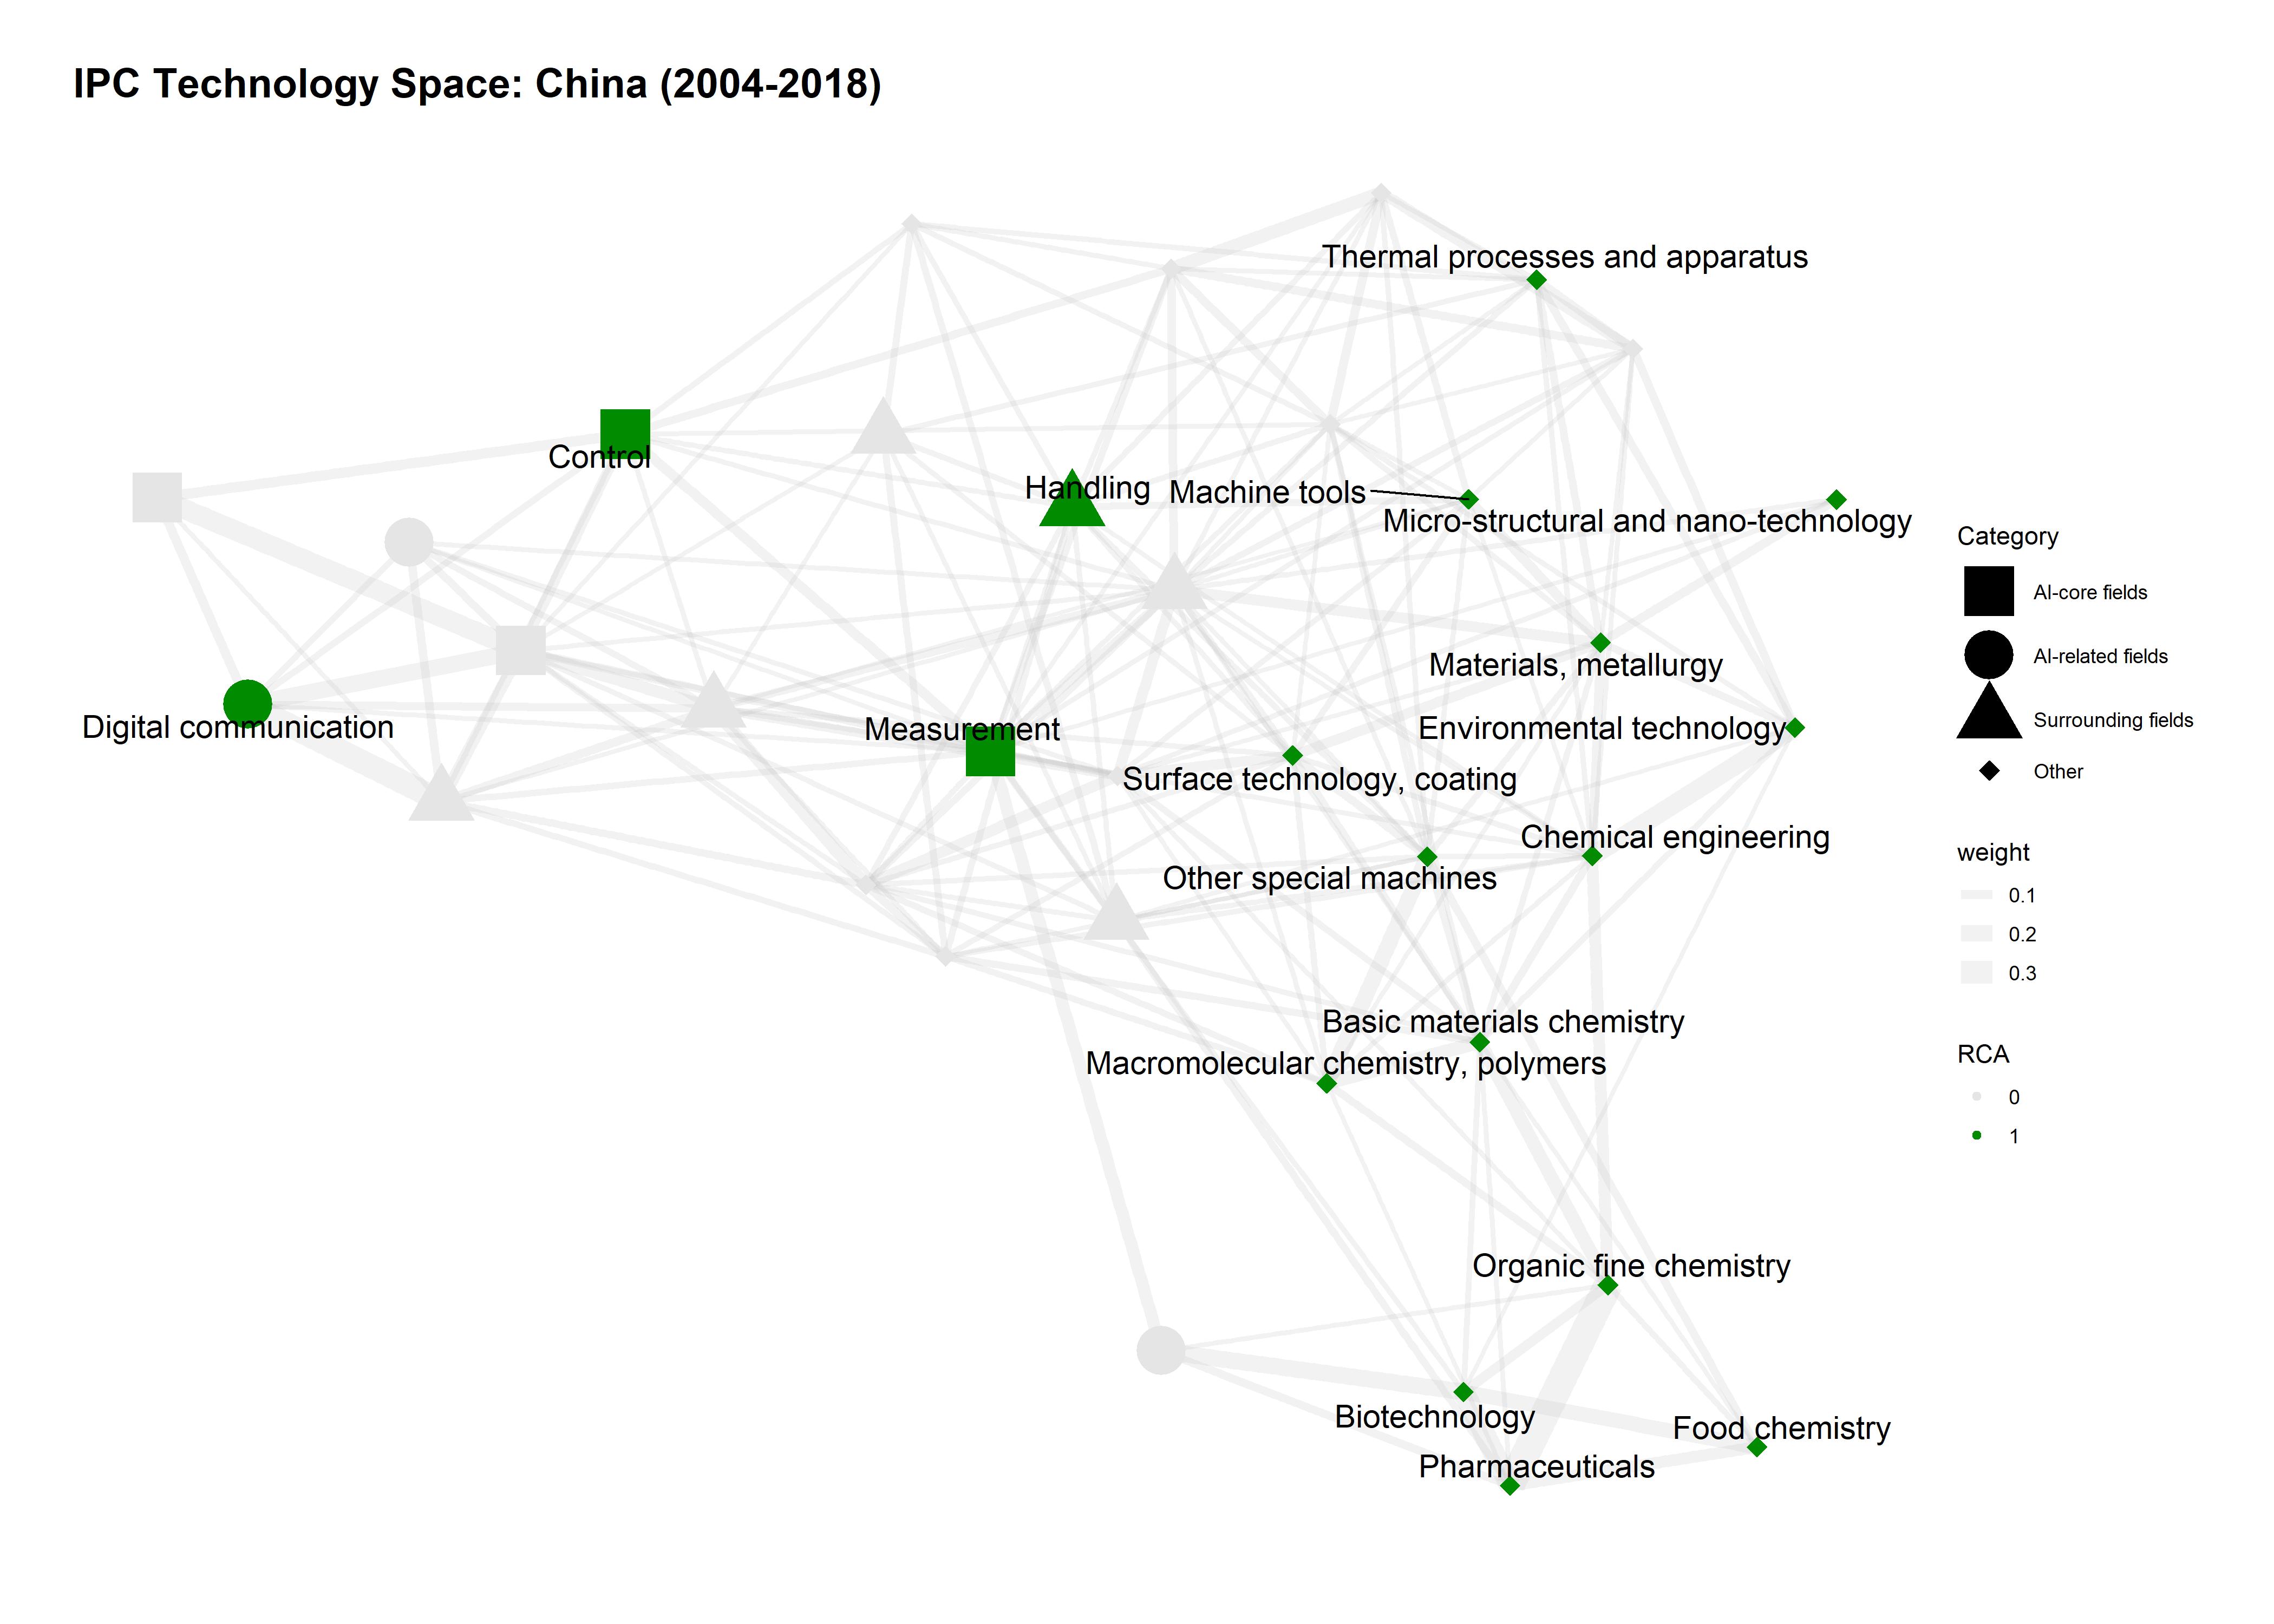 IPC Technology Space: China (2004-2018)
Thermal processes and apparatus
Control
Handling
Machine tools
Micro-structural and nano-technology
Materials, metallurgy
Digital communication
Measurement
Environmental technology
Surface technology, coating
Chemical engineering
Other special machines
Basic materials chemistry
Macromolecular chemistry, polymers
Organic fine chemistry
Biotechnology
Food chemistry
Pharmaceuticals
Category
AI-core fields
AI-related fields
Surrounding fields
Other
weight
0.1
0.2
0.3
RCA
0
1